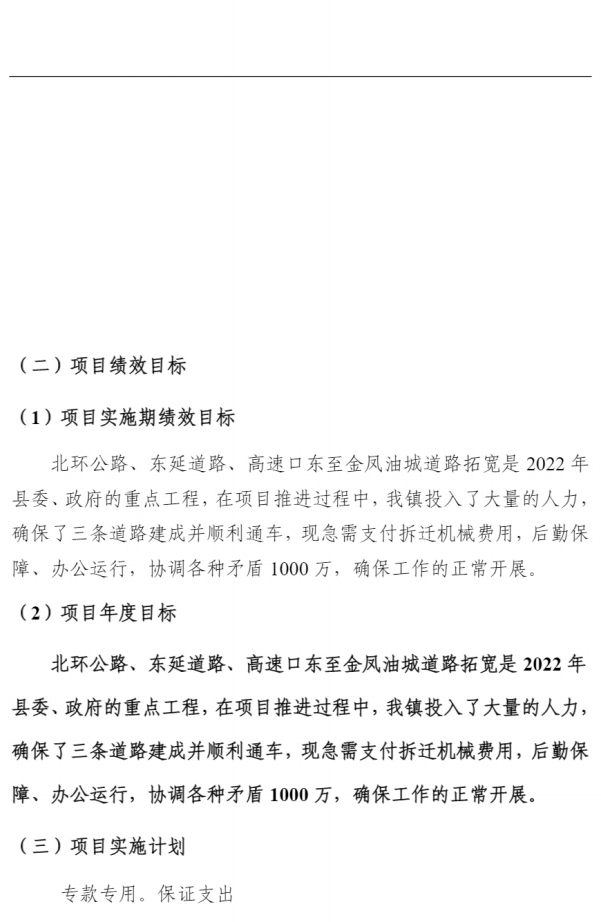 （二）项目绩效目标
（1）项目实施期绩效目标
北环公路、东延道路、高速口东至金凤油城道路拓宽是 2022 年
县委、政府的重点工程，在项目推进过程中，我镇投入了大量的人力，
确保了三条道路建成并顺利通车，现急需支付拆迁机械费用，后勤保
障、办公运行，协调各种矛盾 1000 万，确保工作的正常开展。
（2）项目年度目标
北环公路、东延道路、高速口东至金凤油城道路拓宽是 2022 年
县委、政府的重点工程，在项目推进过程中，我镇投入了大量的人力，
确保了三条道路建成并顺利通车，现急需支付拆迁机械费用，后勤保
障、办公运行，协调各种矛盾 1000 万，确保工作的正常开展。
（三）项目实施计划
专款专用。保证支出